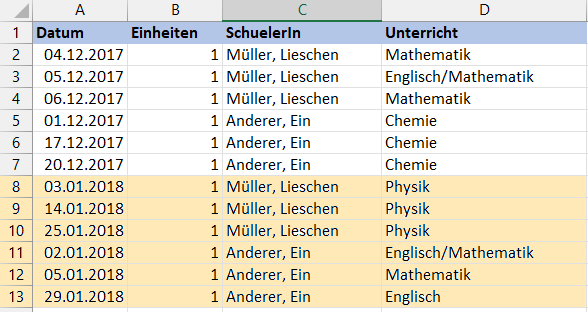 A B C D
1 Datum Einheiten SchuelerIn Unterricht
2 04.12.2017 1 Müller, Lieschen Mathematik
3 05.12.2017 1 Müller, Lieschen Englisch/Mathematik
4 06.12.2017 1 Müller, Lieschen Mathematik
5 01.12.2017 1 Anderer, Ein Chemie
6 17.12.2017 1 Anderer, Ein Chemie
7 20.12.2017 1 Anderer, Ein Chemie
8 03.01.2018 1 Müller, Lieschen Physik
9 14.01.2018 1 Müller, Lieschen Physik
10 25.01.2018 1 Müller, Lieschen Physik
11 02.01.2018 1 Anderer, Ein Englisch/Mathematik
12 05.01.2018 1 Anderer, Ein Mathematik
13 29.01.2018 1 Anderer, Ein Englisch